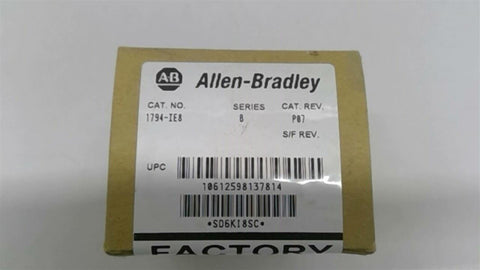 AB Allen-Bradley
CAT. NO. SERIES CAT. REV.
1794-IE8 B P07
S/F REV.
UPC
10612598137814
*SD6KI8SC*
FACTORY